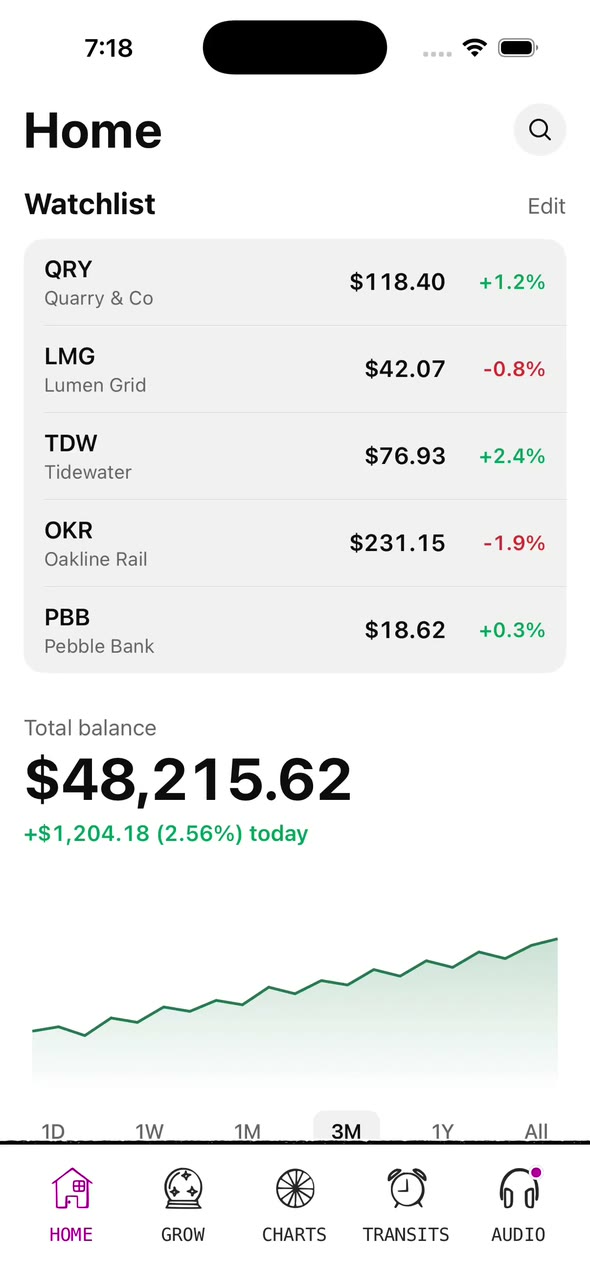 7:18
Home
Watchlist
Edit
QRY
Quarry & Co
$118.40
+1.2%
LMG
Lumen Grid
$42.07
-0.8%
TDW
Tidewater
$76.93
+2.4%
OKR
Oakline Rail
$231.15
-1.9%
PBB
Pebble Bank
$18.62
+0.3%
Total balance
$48,215.62
+$1,204.18 (2.56%) today
1D 1W 1M 3M 1Y All
HOME GROW CHARTS TRANSITS AUDIO